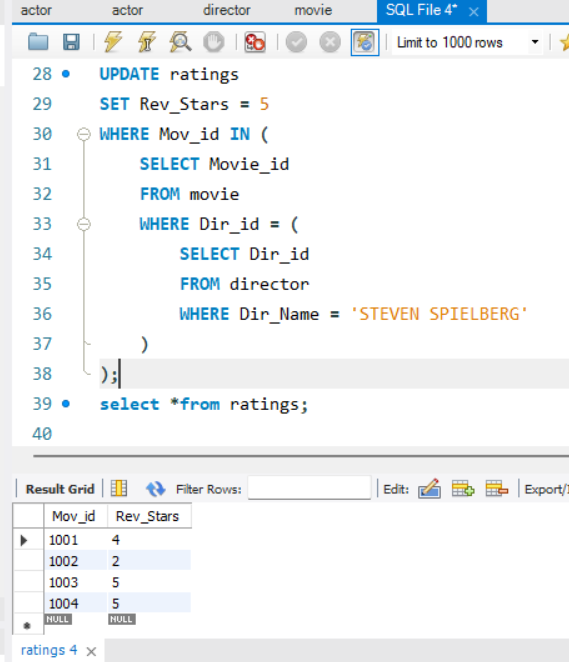 actor actor director movie SQL File 4* ×
Limit to 1000 rows
28 UPDATE ratings
29 SET Rev_Stars = 5
30 WHERE Mov_id IN (
31 SELECT Movie_id
32 FROM movie
33 WHERE Dir_id = (
34 SELECT Dir_id
35 FROM director
36 WHERE Dir_Name = 'STEVEN SPIELBERG'
37 )
38 );
39 select *from ratings;
40
Result Grid Filter Rows: Edit: Export/
Mov_id Rev_Stars
1001 4
1002 2
1003 5
1004 5
NULL NULL
ratings 4 ×